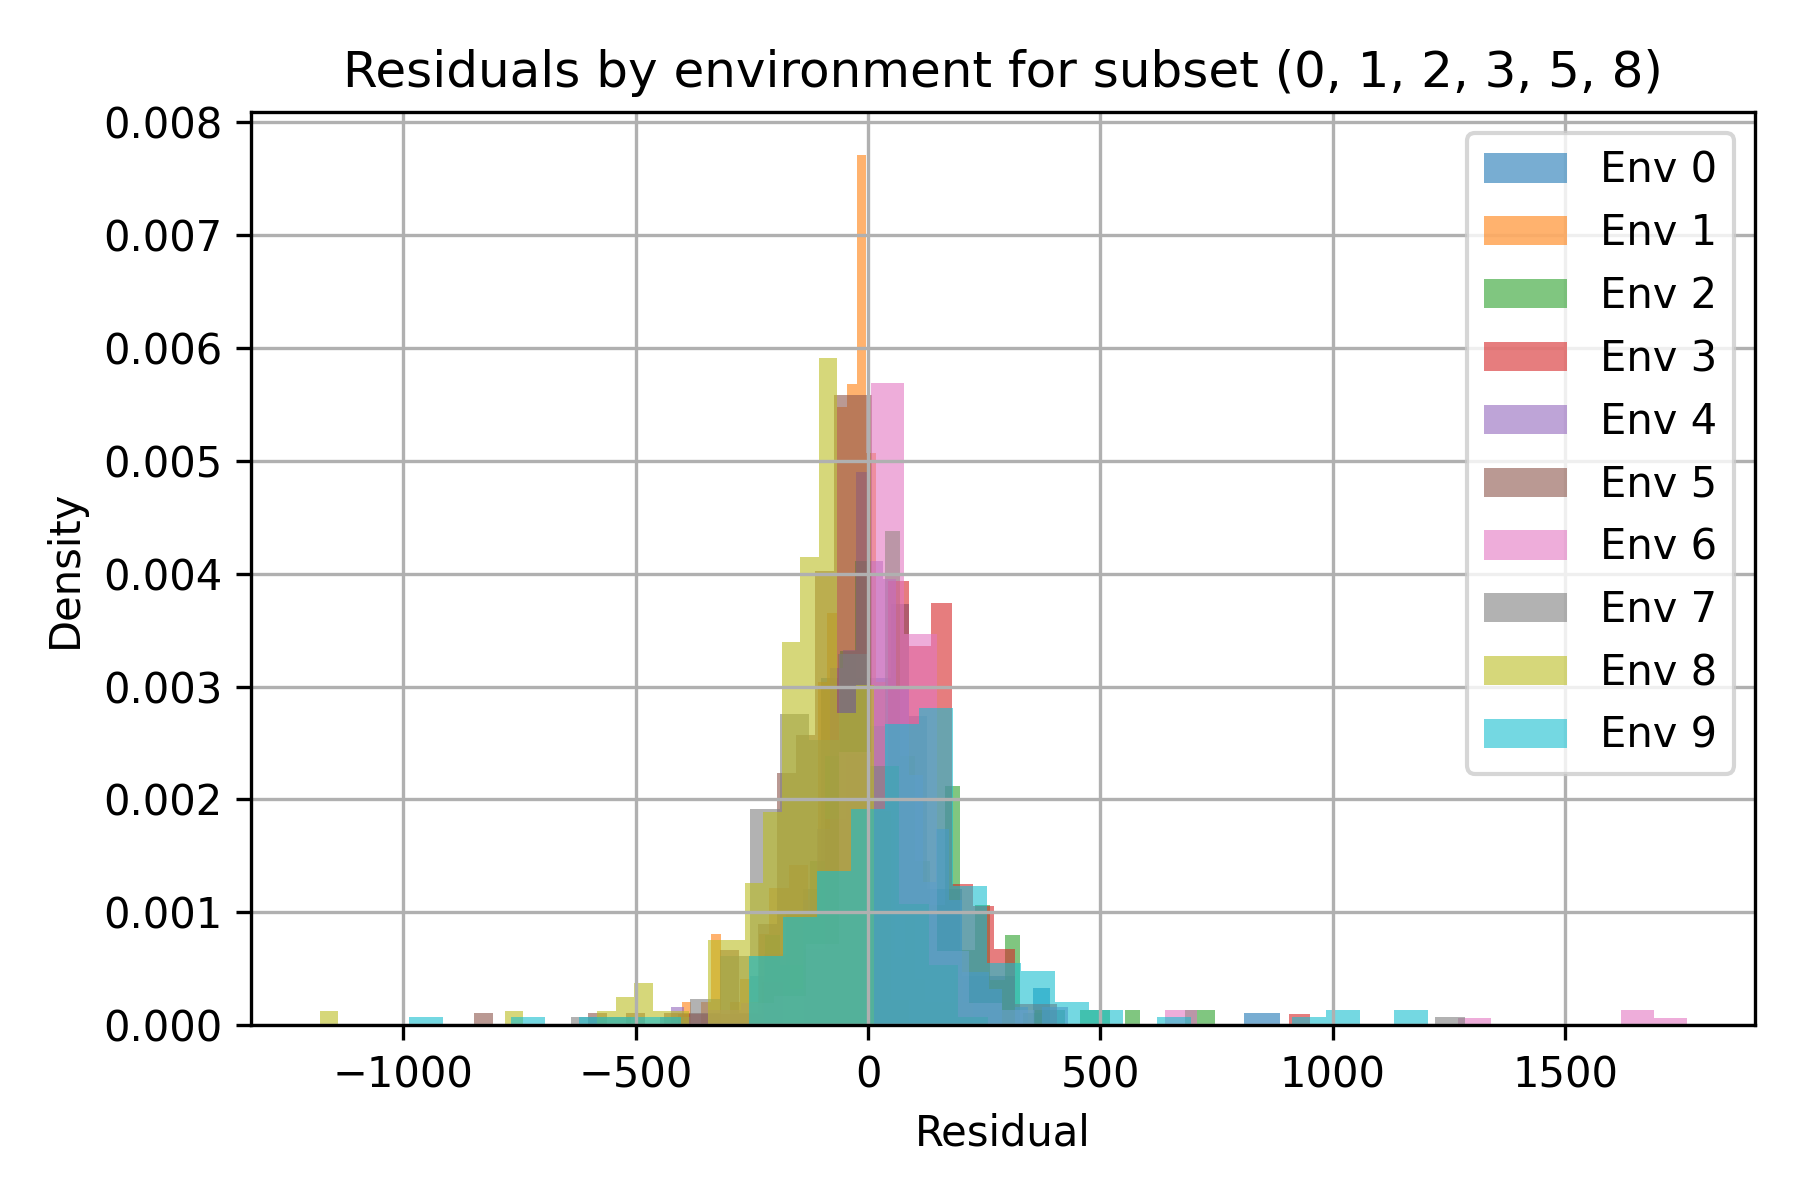 Residuals by environment for subset (0, 1, 2, 3, 5, 8)
0.008
0.007
0.006
0.005
0.004
0.003
0.002
0.001
0.000
Density
−1000
−500
0
500
1000
1500
Residual
Env 0
Env 1
Env 2
Env 3
Env 4
Env 5
Env 6
Env 7
Env 8
Env 9